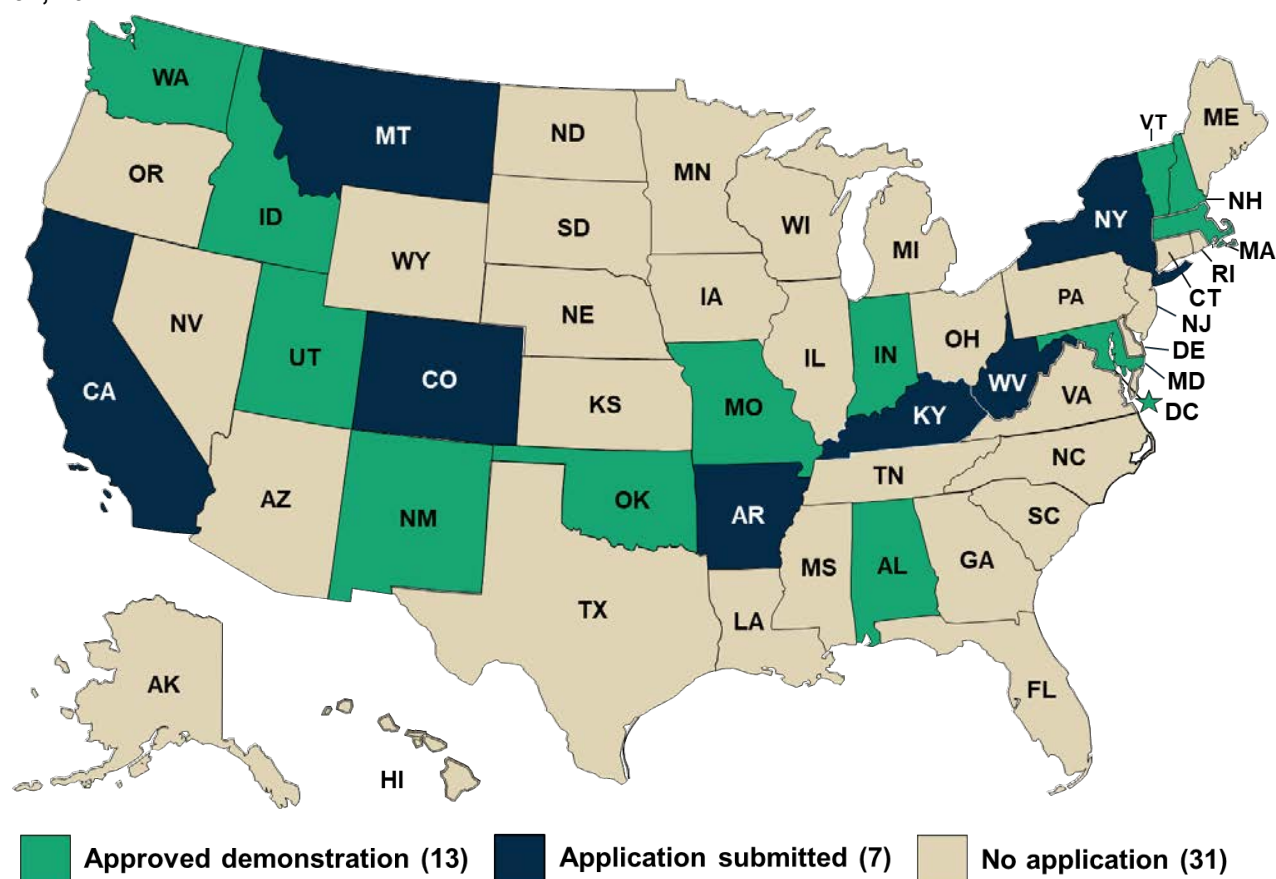 WA
MT
ND
MN
VT
ME
OR
ID
SD
WI
NY
NH
MI
MA
WY
RI
IA
PA
CT
NE
NJ
NV
OH
DE
UT
IL
IN
CO
WV
MD
CA
KS
MO
VA
DC
KY
NC
TN
AZ
OK
NM
AR
SC
MS
AL
GA
TX
LA
AK
FL
HI
Approved demonstration (13) Application submitted (7) No application (31)